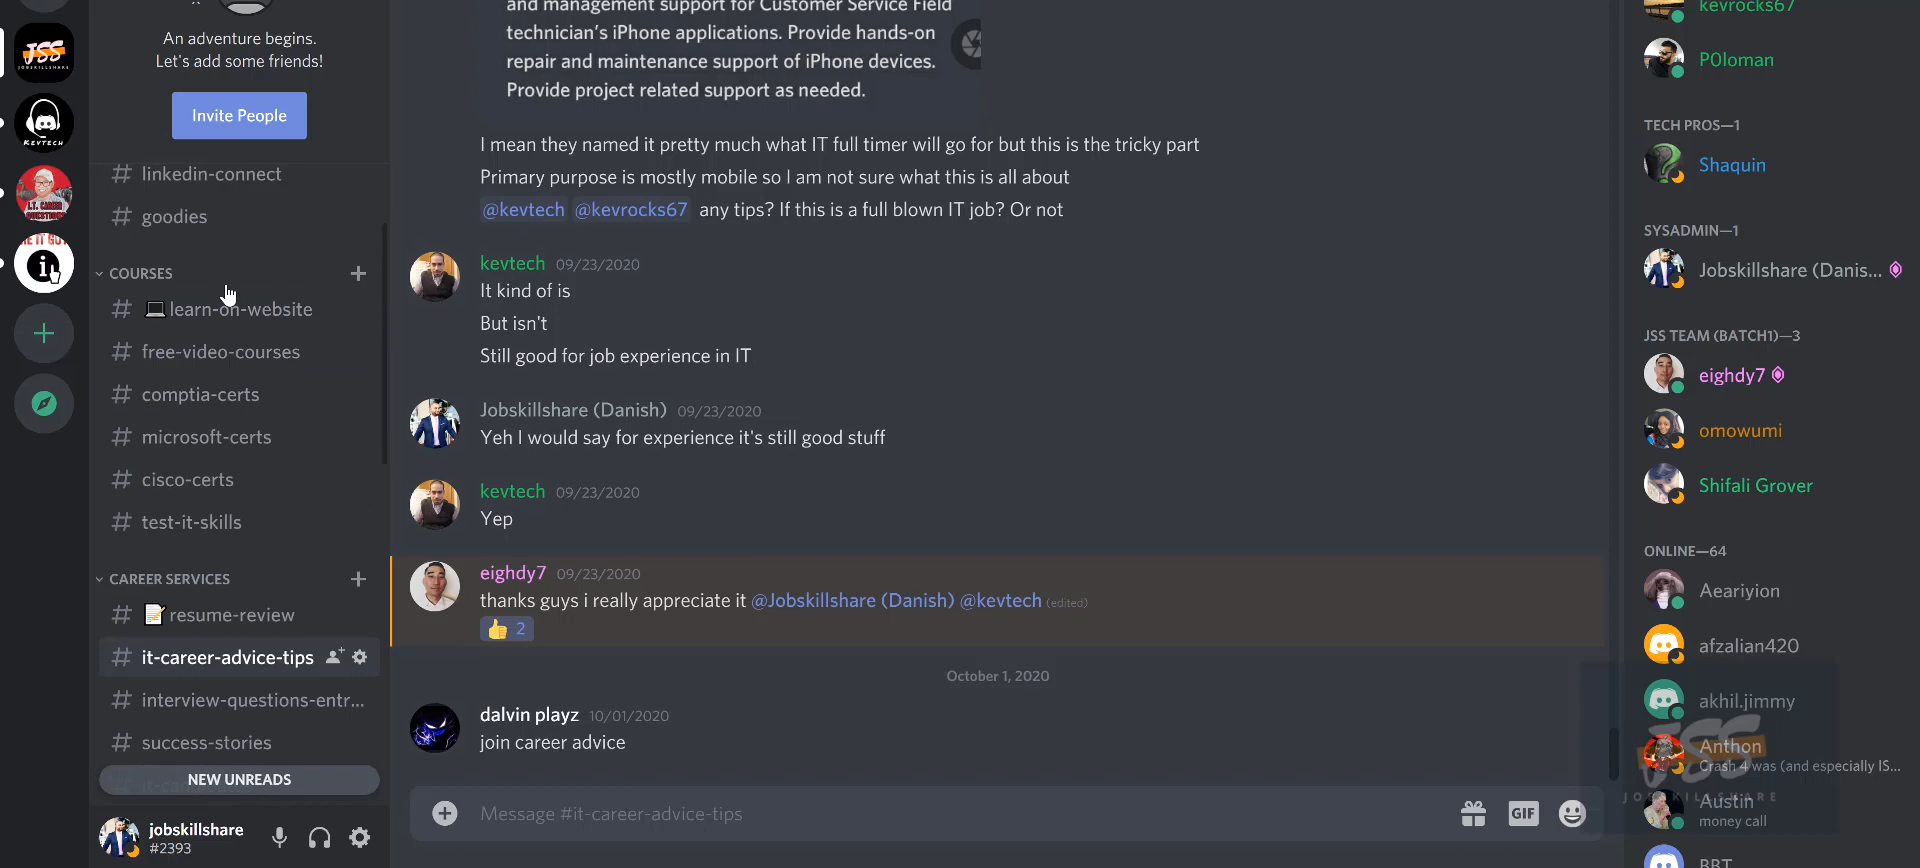 JSS
JOBSKILLSHARE
KEVTECH
I.T. CAREER
QUESTIONS
An adventure begins.
Let's add some friends!
Invite People
linkedin-connect
goodies
COURSES
learn-on-website
free-video-courses
comptia-certs
microsoft-certs
cisco-certs
test-it-skills
CAREER SERVICES
resume-review
it-career-advice-tips
interview-questions-entr...
success-stories
NEW UNREADS
jobskillshare
#2393
and management support for Customer Service Field
technician's iPhone applications. Provide hands-on
repair and maintenance support of iPhone devices.
Provide project related support as needed.
I mean they named it pretty much what IT full timer will go for but this is the tricky part
Primary purpose is mostly mobile so I am not sure what this is all about
@kevtech @kevrocks67 any tips? If this is a full blown IT job? Or not
kevtech 09/23/2020
It kind of is
But isn't
Still good for job experience in IT
Jobskillshare (Danish) 09/23/2020
Yeh I would say for experience it's still good stuff
kevtech 09/23/2020
Yep
eighdy7 09/23/2020
thanks guys i really appreciate it @Jobskillshare (Danish) @kevtech (edited)
2
October 1, 2020
dalvin playz 10/01/2020
join career advice
Message #it-career-advice-tips
GIF
kevrocks67
P0loman
TECH PROS—1
Shaquin
SYSADMIN—1
Jobskillshare (Danis...
JSS TEAM (BATCH1)—3
eighdy7
omowumi
Shifali Grover
ONLINE—64
Aeariyion
afzalian420
akhil.jimmy
Anthon
Crash 4 was (and especially IS...
Austin
money call
BBT
JSS
JOBSKILLSHARE